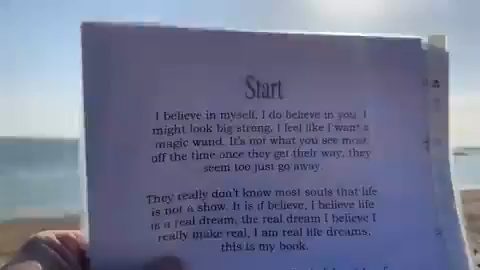 Start
I believe in myself, I do believe in you. I
might look big strong, I feel like I want a
magic wand. It's not what you see most
off the time once they get their way, they
seem too just go away.
They really don't know most souls that life
is not a show. It is if believe, I believe life
is a real dream, the real dream I believe I
really make real, I am real life dreams,
this is my book.